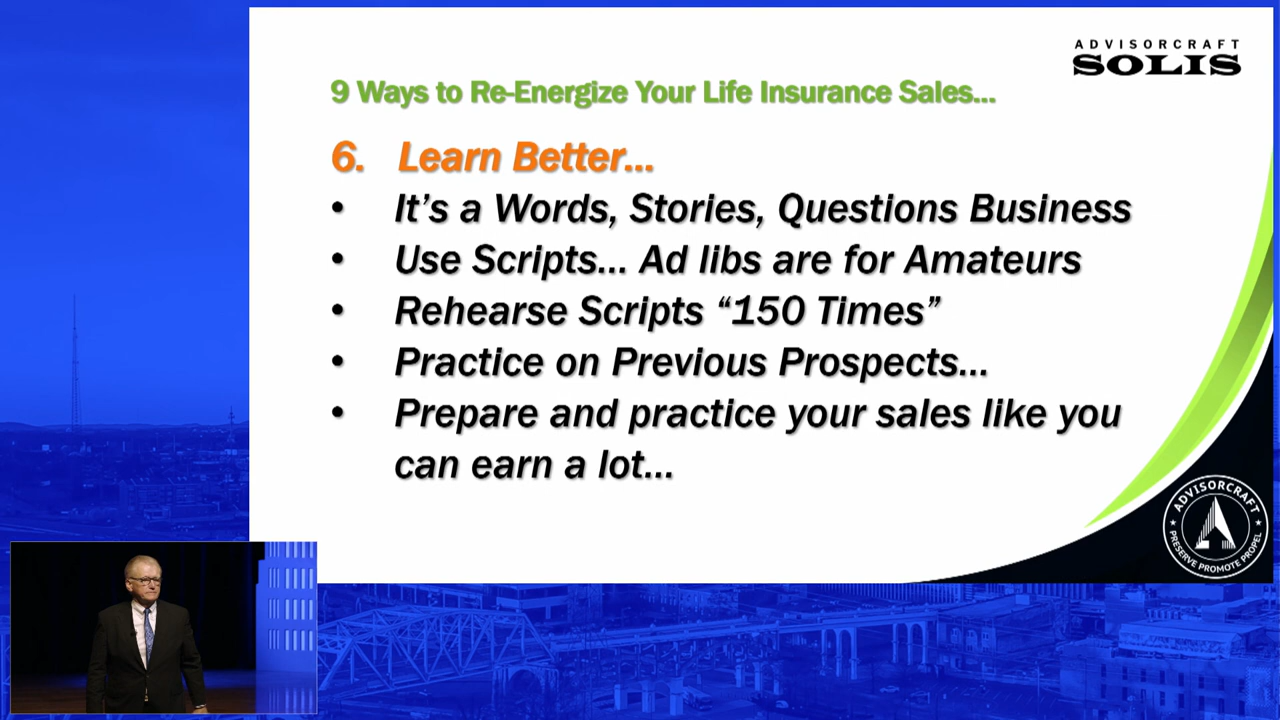 ADVISORCRAFT
SOLIS
9 Ways to Re-Energize Your Life Insurance Sales...
6. Learn Better...
• It’s a Words, Stories, Questions Business
• Use Scripts... Ad libs are for Amateurs
• Rehearse Scripts “150 Times”
• Practice on Previous Prospects...
• Prepare and practice your sales like you
can earn a lot...
ADVISORCRAFT
PRESERVE PROMOTE PROPEL